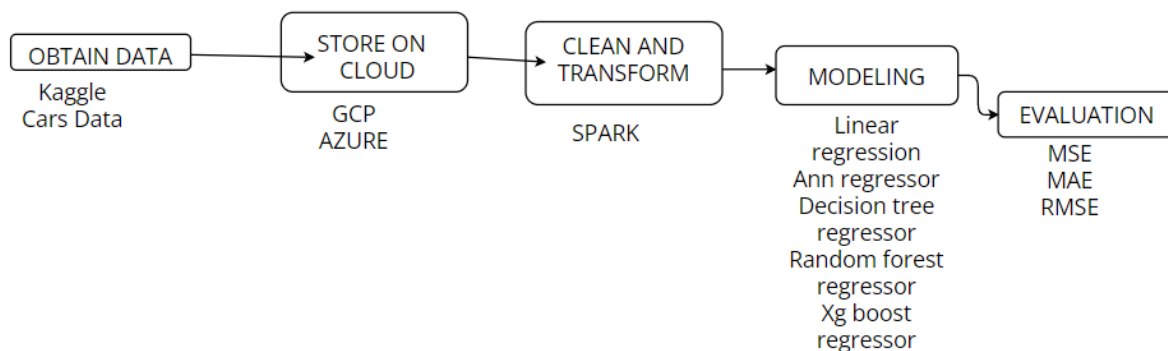 OBTAIN DATA
Kaggle
Cars Data
STORE ON
CLOUD
GCP
AZURE
CLEAN AND
TRANSFORM
SPARK
MODELING
Linear
regression
Ann regressor
Decision tree
regressor
Random forest
regressor
Xg boost
regressor
EVALUATION
MSE
MAE
RMSE